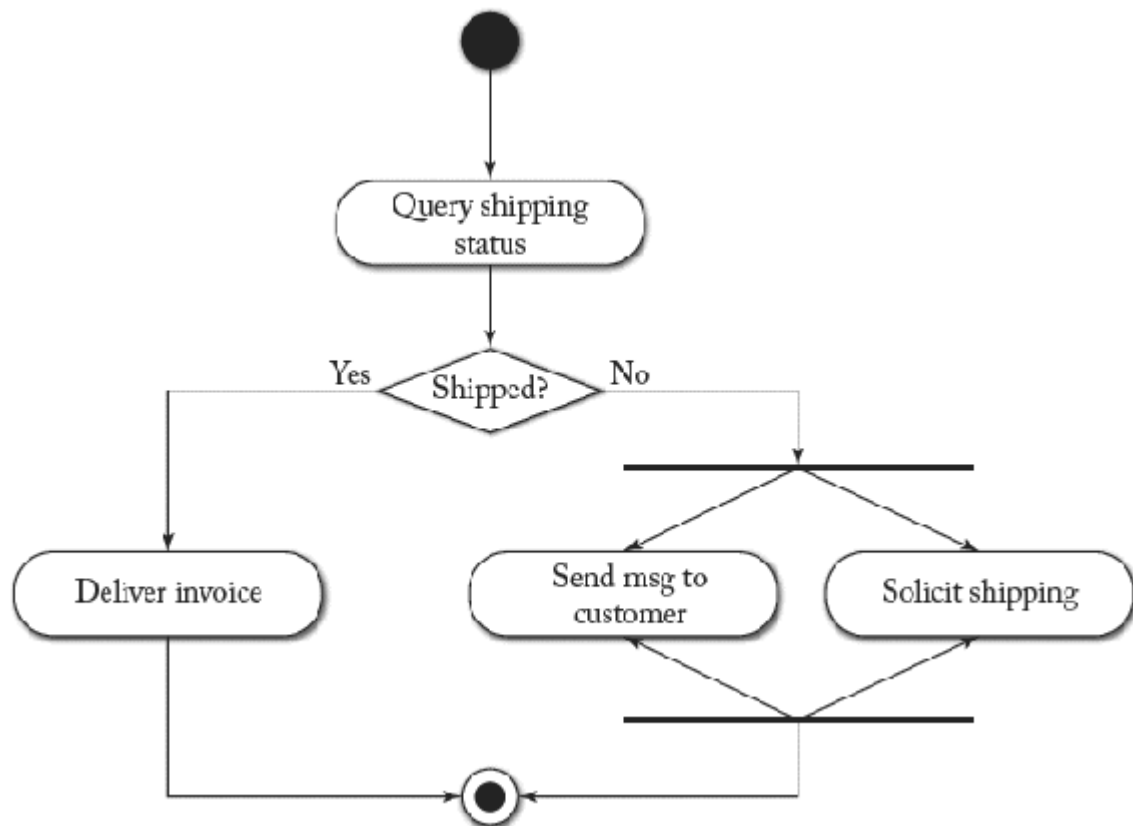 Query shipping
status
Yes
Shipped?
No
Deliver invoice
Send msg to
customer
Solicit shipping